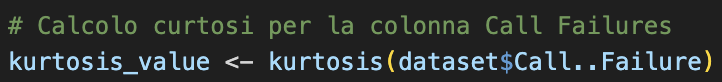 # Calcolo curtosi per la colonna Call Failures
kurtosis_value <- kurtosis(dataset$Call..Failure)